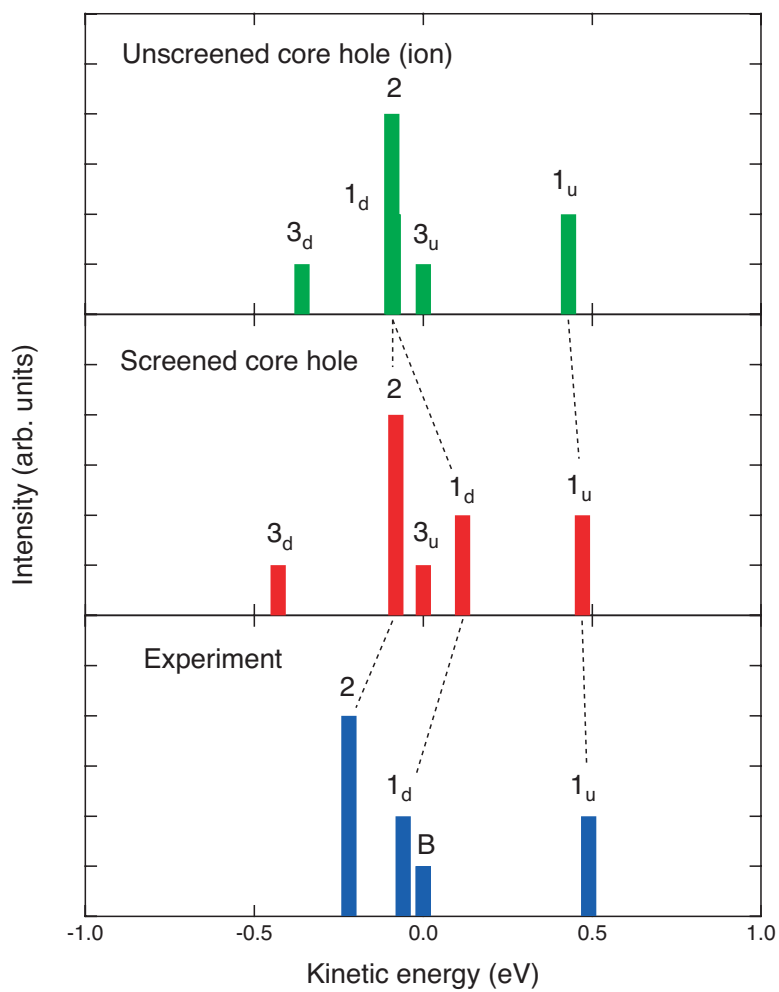 Unscreened core hole (ion)
2
1d
1u
3d
3u
Screened core hole
2
1d
1u
3d
3u
Experiment
2
1d
1u
B
-1.0
-0.5
0.0
0.5
1.0
Kinetic energy (eV)
Intensity (arb. units)